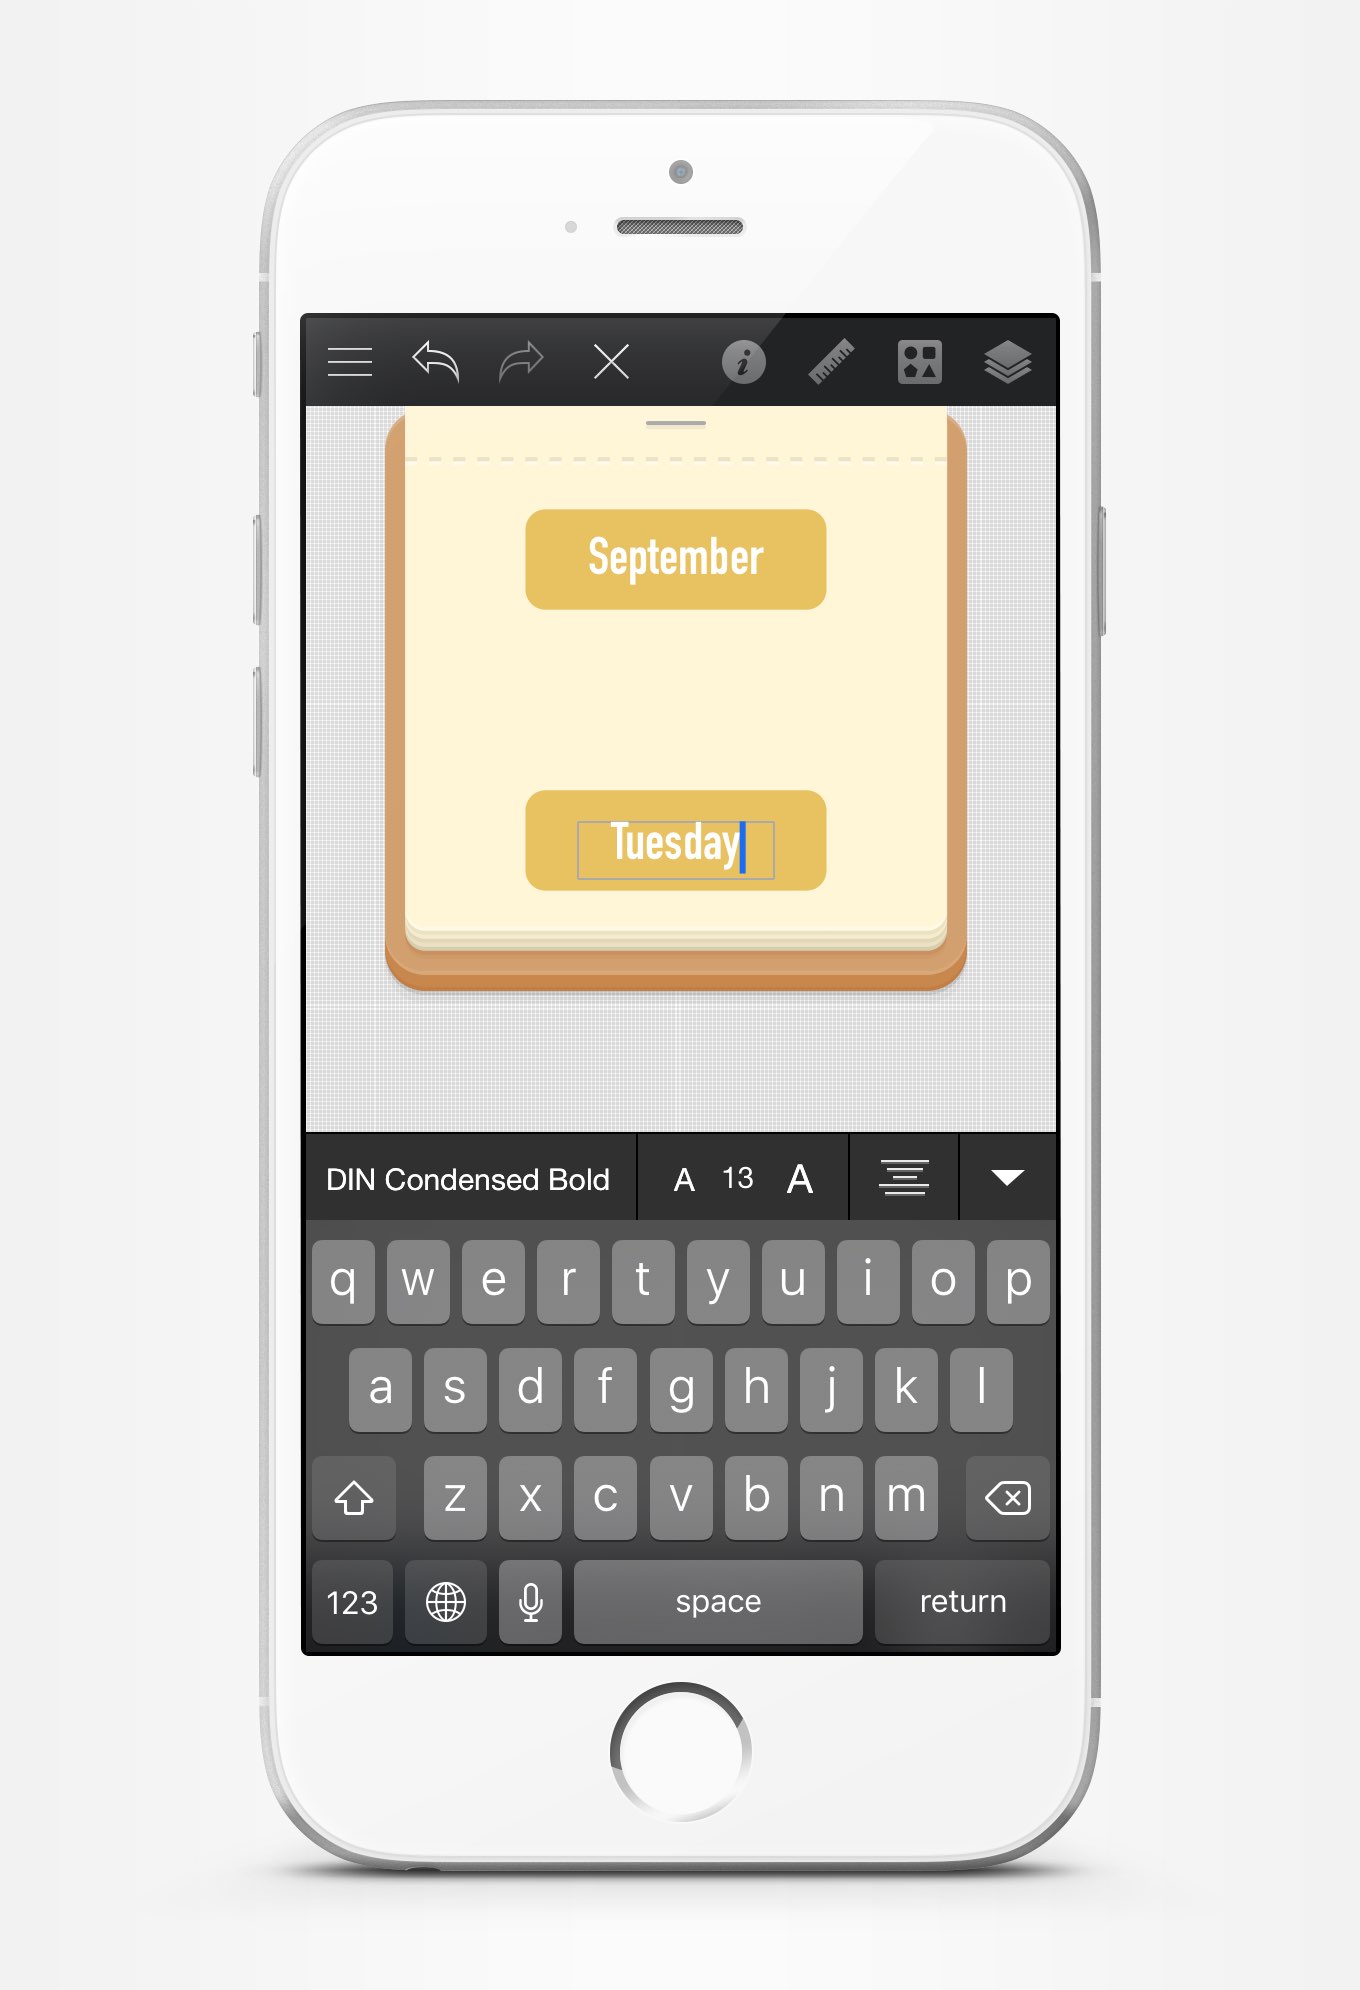 September
Tuesday
DIN Condensed Bold A 13 A
q w e r t y u i o p
a s d f g h j k l
z x c v b n m
123 space return